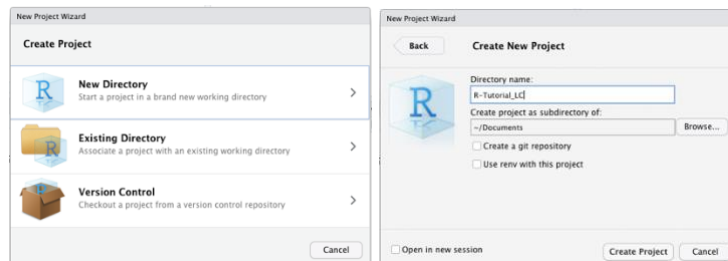 New Project Wizard
Create Project
R
New Directory
Start a project in a brand new working directory
R
Existing Directory
Associate a project with an existing working directory
R
Version Control
Checkout a project from a version control repository
Cancel
New Project Wizard
Back
Create New Project
R
Directory name:
R-Tutorial_LC
Create project as subdirectory of:
~/Documents
Browse...
Create a git repository
Use renv with this project
Open in new session
Create Project
Cancel